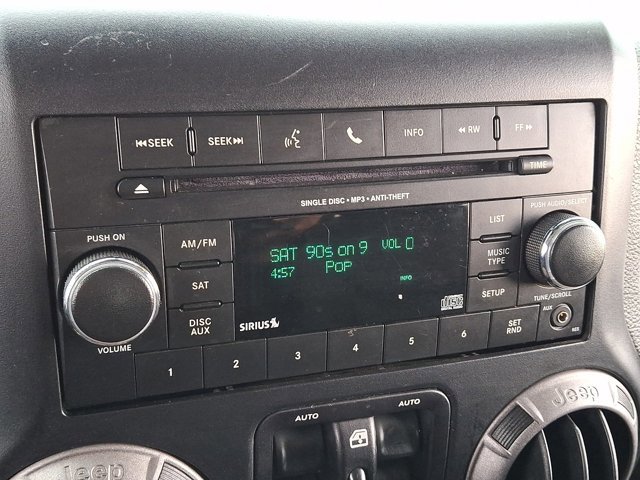 SEEK SEEK INFO RW FF
TIME
SINGLE DISC • MP3 • ANTI-THEFT
PUSH ON
AM/FM
SAT
DISC AUX
VOLUME
SAT 90s on 9 VOL 0
4:57 Pop
INFO
SIRIUS
LIST
MUSIC TYPE
SETUP
PUSH AUDIO/SELECT
TUNE/SCROLL
AUX
1 2 3 4 5 6 SET RND
AUTO AUTO
Jeep
Jeep